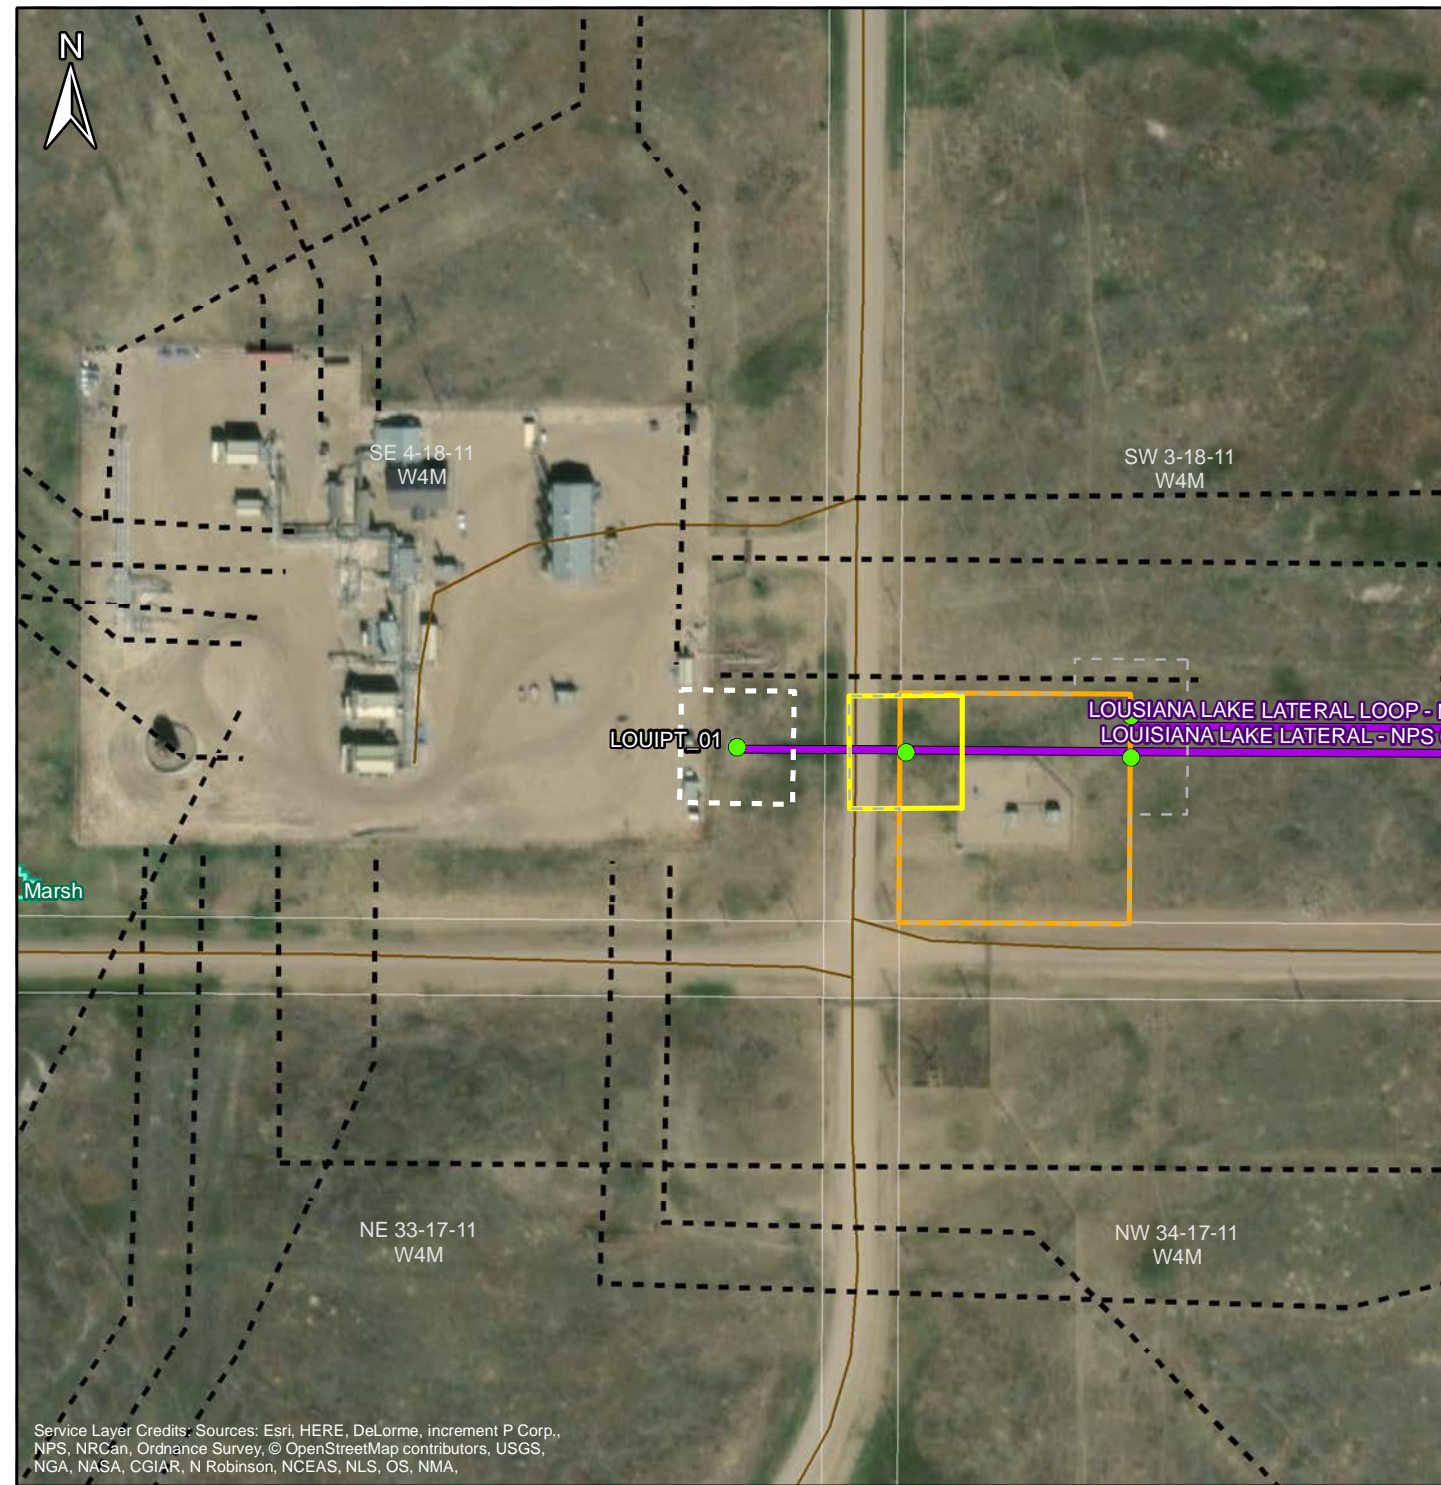 N
SE 4-18-11
W4M
SW 3-18-11
W4M
LOUSIANA LAKE LATERAL LOOP -
LOUISIANA LAKE LATERAL - NPS
LOUIPT_01
Marsh
NE 33-17-11
W4M
NW 34-17-11
W4M
Service Layer Credits: Sources: Esri, HERE, DeLorme, increment P Corp.,
NPS, NRCan, Ordnance Survey, © OpenStreetMap contributors, USGS,
NGA, NASA, CGIAR, N Robinson, NCEAS, NLS, OS, NMA,